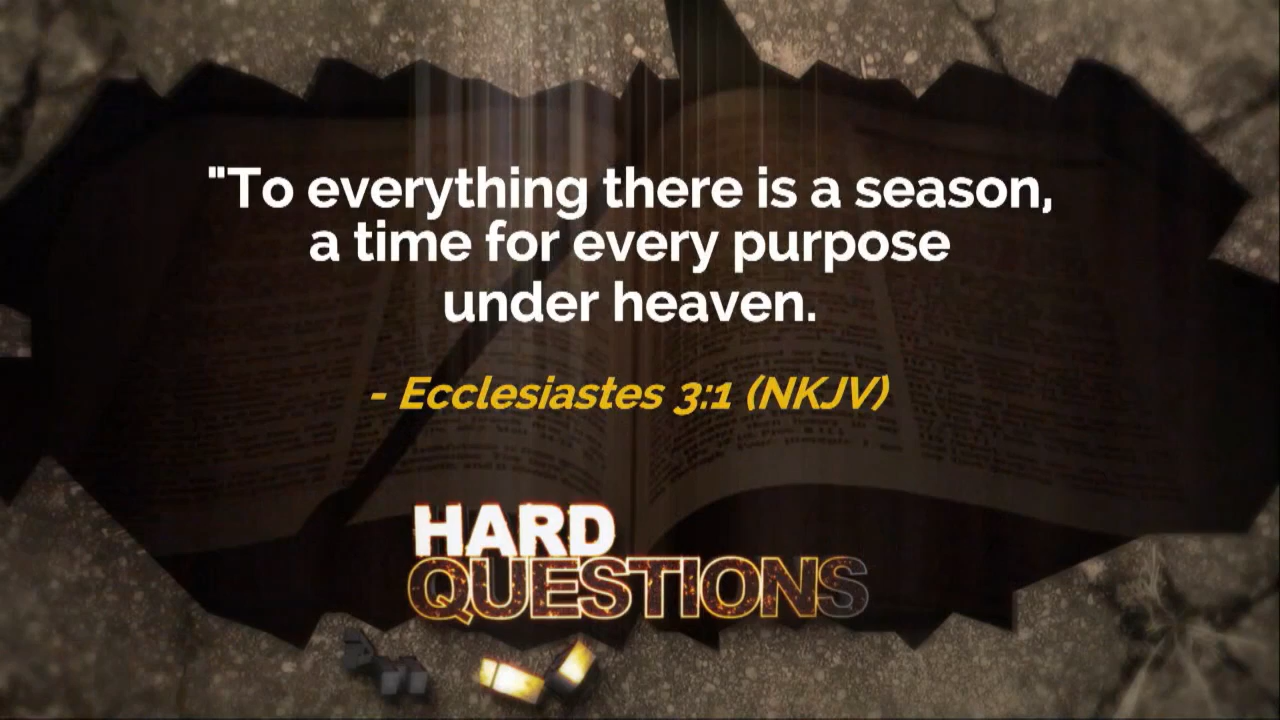 "To everything there is a season,
a time for every purpose
under heaven.
- Ecclesiastes 3:1 (NKJV)
HARD
QUESTIONS